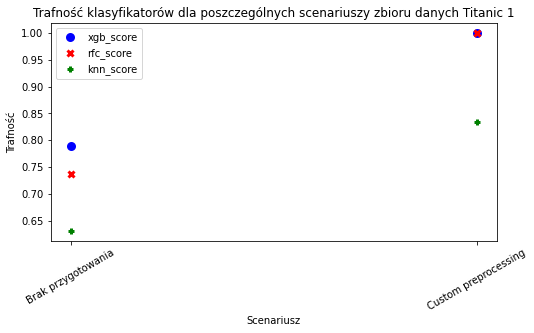 Trafność klasyfikatorów dla poszczególnych scenariuszy zbioru danych Titanic 1
xgb_score
rfc_score
knn_score
1.00
0.95
0.90
0.85
0.80
0.75
0.70
0.65
Trafność
Brak przygotowania
Custom preprocessing
Scenariusz